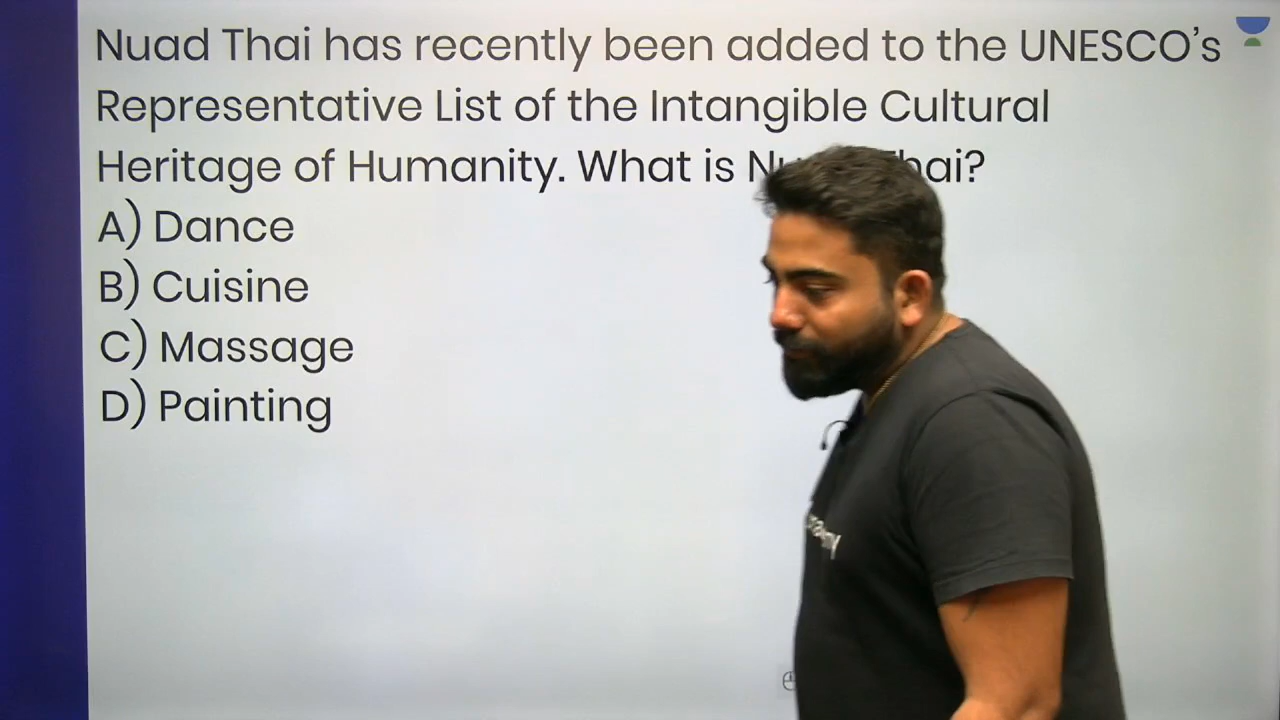 Nuad Thai has recently been added to the UNESCO's
Representative List of the Intangible Cultural
Heritage of Humanity. What is
A) Dance
B) Cuisine
C) Massage
D) Painting